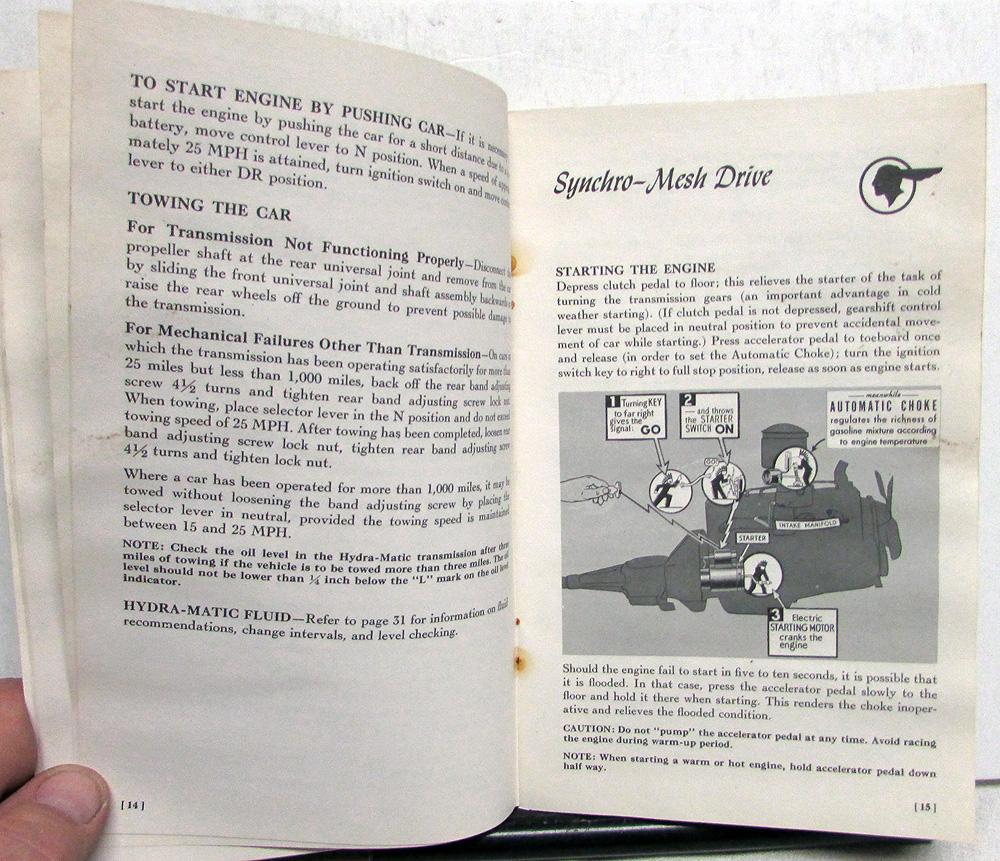 TO START ENGINE BY PUSHING CAR—If it is necessary
start the engine by pushing the car for a short distance due to a
battery, move control lever to N position. When a speed of approxi-
mately 25 MPH is attained, turn ignition switch on and move
lever to either DR position.
TOWING THE CAR
For Transmission Not Functioning Properly—Disconnect
propeller shaft at the rear universal joint and remove from the car
by sliding the front universal joint and shaft assembly backwards
raise the rear wheels off the ground to prevent possible damage
the transmission.
For Mechanical Failures Other Than Transmission—On cars
which the transmission has been operating satisfactorily for more than
25 miles but less than 1,000 miles, back off the rear band adjusting
screw 4½ turns and tighten rear band adjusting screw lock nut.
When towing, place selector lever in the N position and do not exceed
towing speed of 25 MPH. After towing has been completed, loosen rear
band adjusting screw lock nut, tighten rear band adjusting screw
4½ turns and tighten lock nut.
Where a car has been operated for more than 1,000 miles, it may be
towed without loosening the band adjusting screw by placing the
selector lever in neutral, provided the towing speed is maintained
between 15 and 25 MPH.
NOTE: Check the oil level in the Hydra-Matic transmission after three
miles of towing if the vehicle is to be towed more than three miles. The oil
level should not be lower than ¼ inch below the "L" mark on the oil level
indicator.
HYDRA-MATIC FLUID—Refer to page 31 for information on fluid
recommendations, change intervals, and level checking.
[ 14 ]
Synchro-Mesh Drive
STARTING THE ENGINE
Depress clutch pedal to floor; this relieves the starter of the task of
turning the transmission gears (an important advantage in cold
weather starting). (If clutch pedal is not depressed, gearshift control
lever must be placed in neutral position to prevent accidental move-
ment of car while starting.) Press accelerator pedal to toeboard once
and release (in order to set the Automatic Choke); turn the ignition
switch key to right to full stop position, release as soon as engine starts.
1 Turning KEY
to far right
gives the
signal: GO
2
— and throws
the STARTER
SWITCH ON
— meanwhile —
AUTOMATIC CHOKE
regulates the richness of
gasoline mixture according
to engine temperature
INTAKE MANIFOLD
STARTER
3 Electric
STARTING MOTOR
cranks the
engine
Should the engine fail to start in five to ten seconds, it is possible that
it is flooded. In that case, press the accelerator pedal slowly to the
floor and hold it there when starting. This renders the choke inoper-
ative and relieves the flooded condition.
CAUTION: Do not "pump" the accelerator pedal at any time. Avoid racing
the engine during warm-up period.
NOTE: When starting a warm or hot engine, hold accelerator pedal down
half way.
[ 15 ]